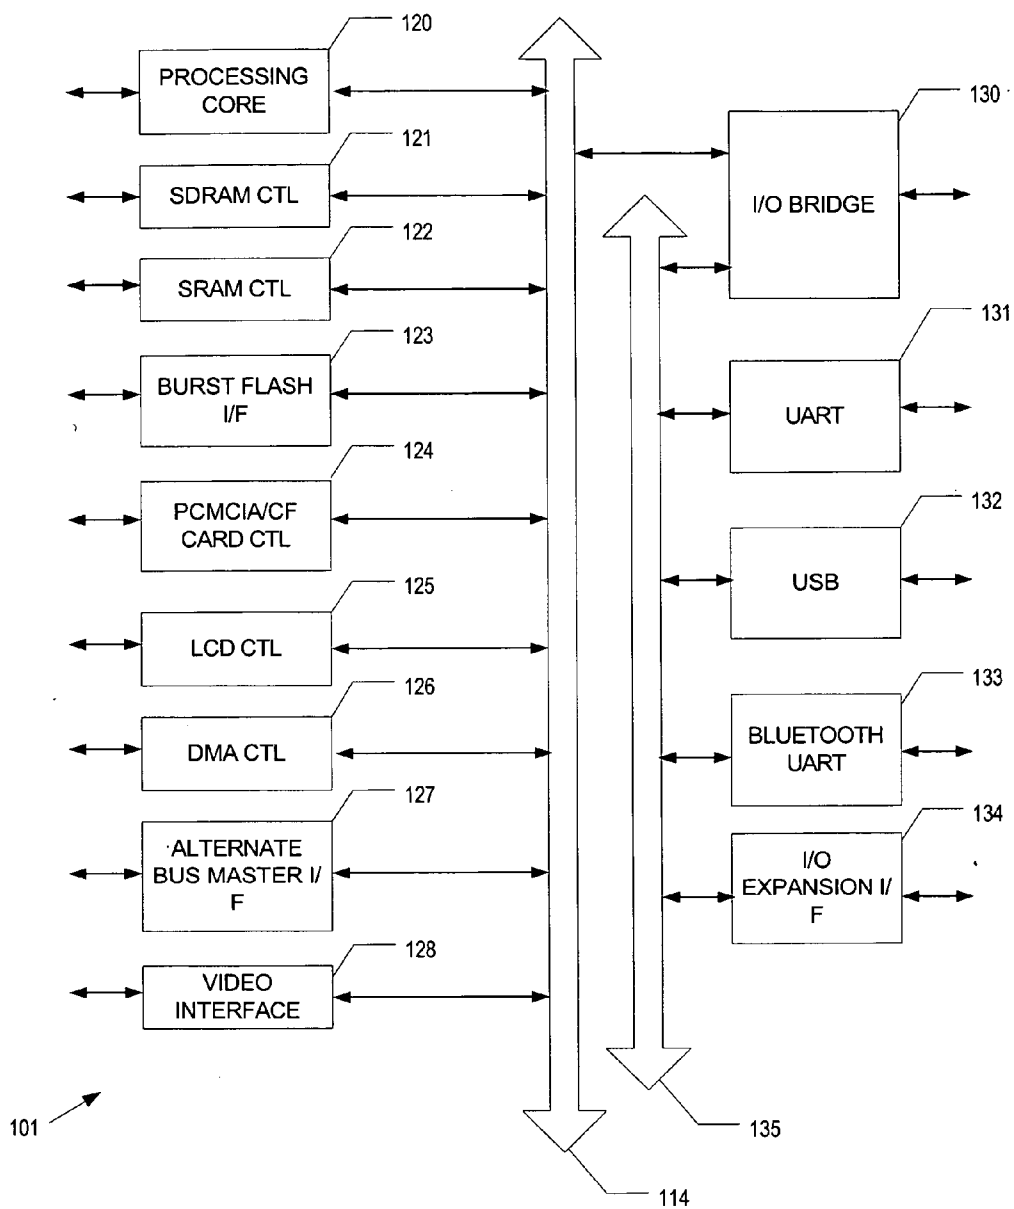 120
PROCESSING
CORE
121
SDRAM CTL
122
SRAM CTL
123
BURST FLASH
I/F
124
PCMCIA/CF
CARD CTL
125
LCD CTL
126
DMA CTL
127
ALTERNATE
BUS MASTER I/
F
128
VIDEO
INTERFACE
130
I/O BRIDGE
131
UART
132
USB
133
BLUETOOTH
UART
134
I/O
EXPANSION I/
F
101
135
114